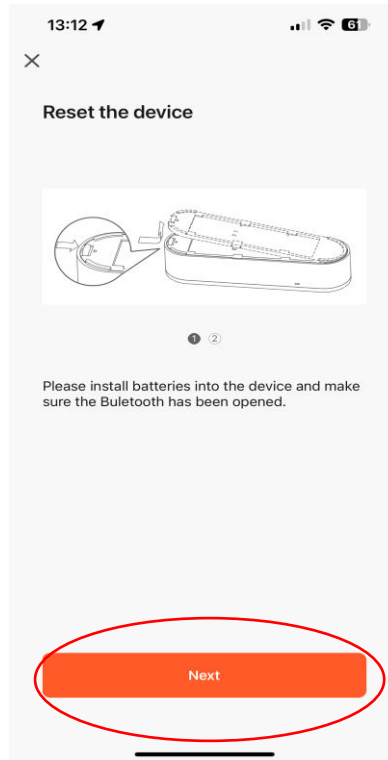 13:12
61
Reset the device
1 2
Please install batteries into the device and make
sure the Buletooth has been opened.
Next